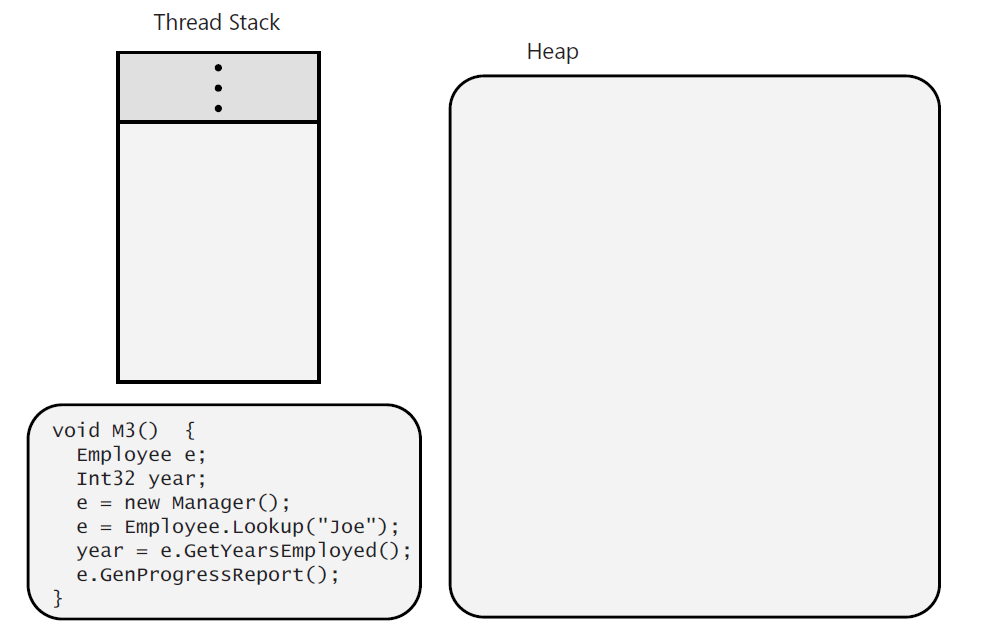 Thread Stack
Heap
void M3()  {
  Employee e;
  Int32 year;
  e = new Manager();
  e = Employee.Lookup("Joe");
  year = e.GetYearsEmployed();
  e.GenProgressReport();
}